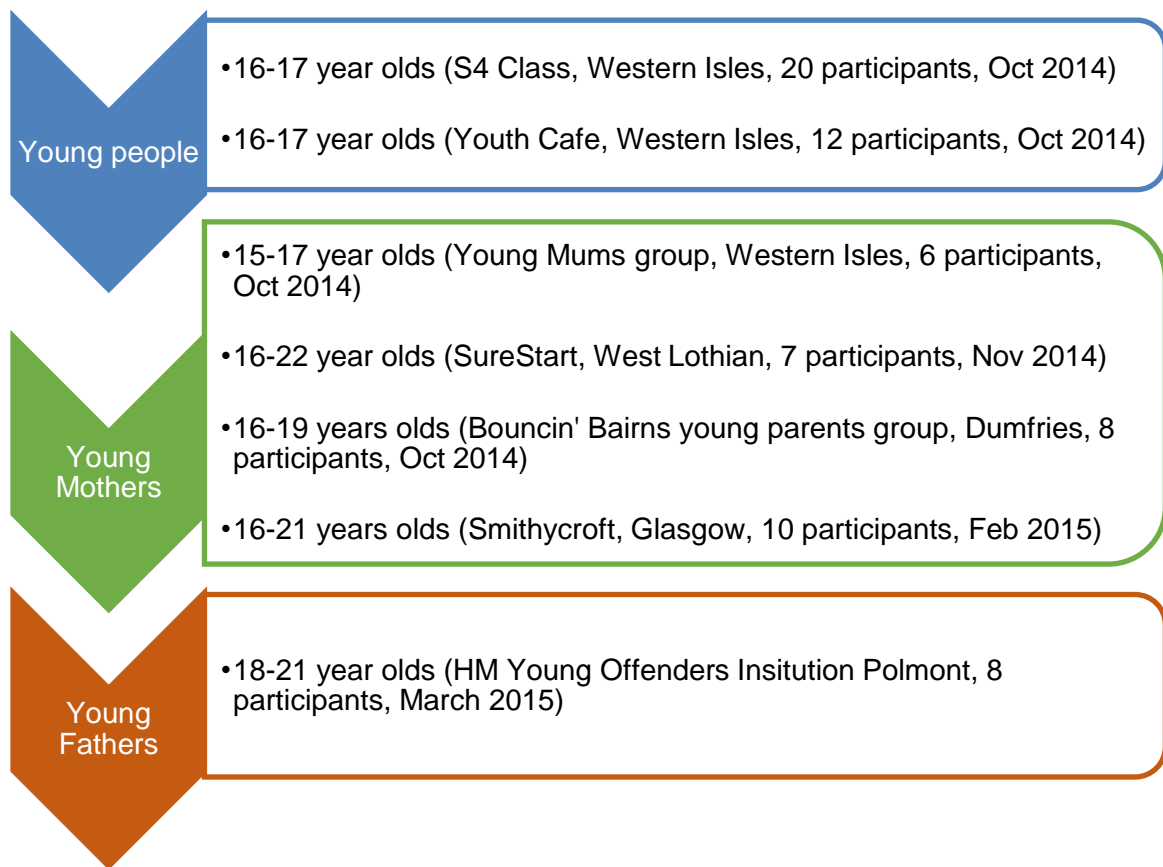 Young people
•16-17 year olds (S4 Class, Western Isles, 20 participants, Oct 2014)
•16-17 year olds (Youth Cafe, Western Isles, 12 participants, Oct 2014)
Young
Mothers
•15-17 year olds (Young Mums group, Western Isles, 6 participants,
Oct 2014)
•16-22 year olds (SureStart, West Lothian, 7 participants, Nov 2014)
•16-19 years olds (Bouncin' Bairns young parents group, Dumfries, 8
participants, Oct 2014)
•16-21 years olds (Smithycroft, Glasgow, 10 participants, Feb 2015)
Young
Fathers
•18-21 year olds (HM Young Offenders Insitution Polmont, 8
participants, March 2015)